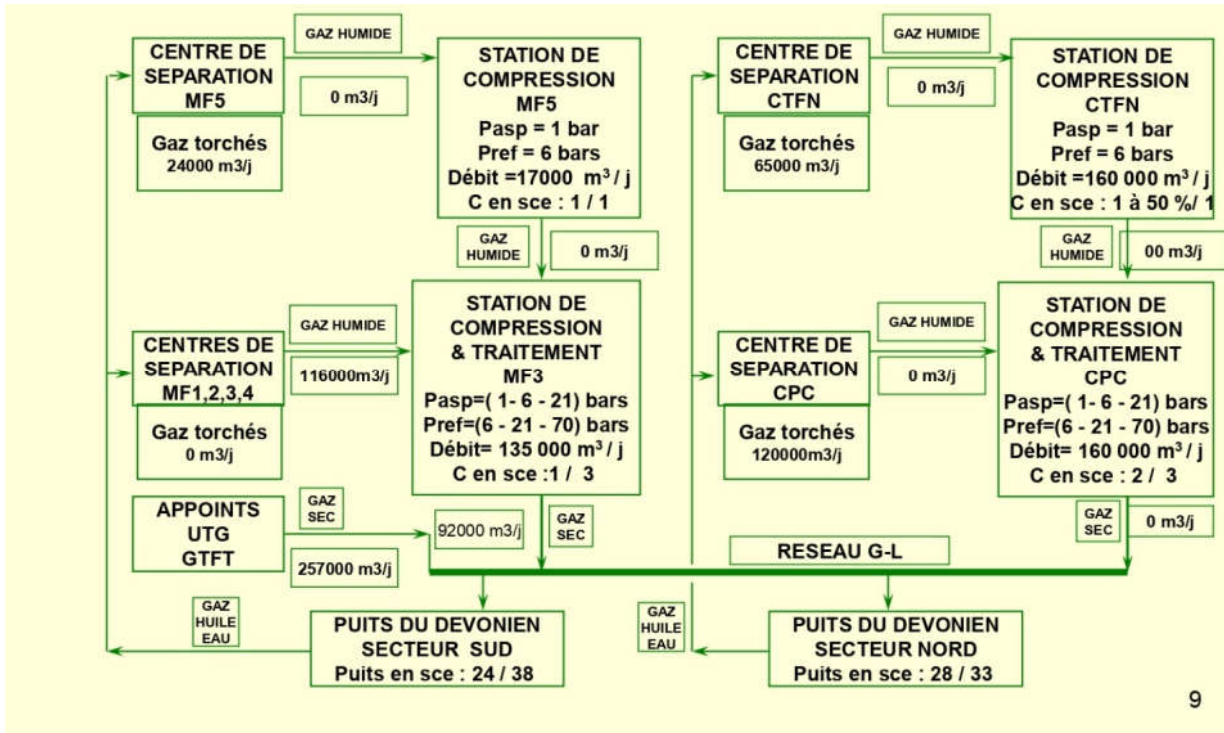 GAZ HUMIDE
CENTRE DE
SEPARATION
MF5
0 m3/j
Gaz torchés
24000 m3/j
STATION DE
COMPRESSION
MF5
Pasp = 1 bar
Pref = 6 bars
Débit =17000 m³ / j
C en sce : 1 / 1
GAZ
HUMIDE
0 m3/j
GAZ HUMIDE
CENTRES DE
SEPARATION
MF1,2,3,4
116000m3/j
Gaz torchés
0 m3/j
STATION DE
COMPRESSION
& TRAITEMENT
MF3
Pasp=( 1- 6 - 21) bars
Pref=(6 - 21 - 70) bars
Débit= 135 000 m³ / j
C en sce :1 / 3
APPOINTS
UTG
GTFT
GAZ
SEC
257000 m3/j
92000 m3/j
GAZ
SEC
GAZ
HUILE
EAU
PUITS DU DEVONIEN
SECTEUR SUD
Puits en sce : 24 / 38
GAZ HUMIDE
CENTRE DE
SEPARATION
CTFN
0 m3/j
Gaz torchés
65000 m3/j
STATION DE
COMPRESSION
CTFN
Pasp = 1 bar
Pref = 6 bars
Débit =160 000 m³ / j
C en sce : 1 à 50 %/ 1
GAZ
HUMIDE
00 m3/j
GAZ HUMIDE
CENTRE DE
SEPARATION
CPC
0 m3/j
Gaz torchés
120000m3/j
STATION DE
COMPRESSION
& TRAITEMENT
CPC
Pasp=( 1- 6 - 21) bars
Pref=(6 - 21 - 70) bars
Débit= 160 000 m³ / j
C en sce : 2 / 3
GAZ
SEC
0 m3/j
RESEAU G-L
GAZ
HUILE
EAU
PUITS DU DEVONIEN
SECTEUR NORD
Puits en sce : 28 / 33
9